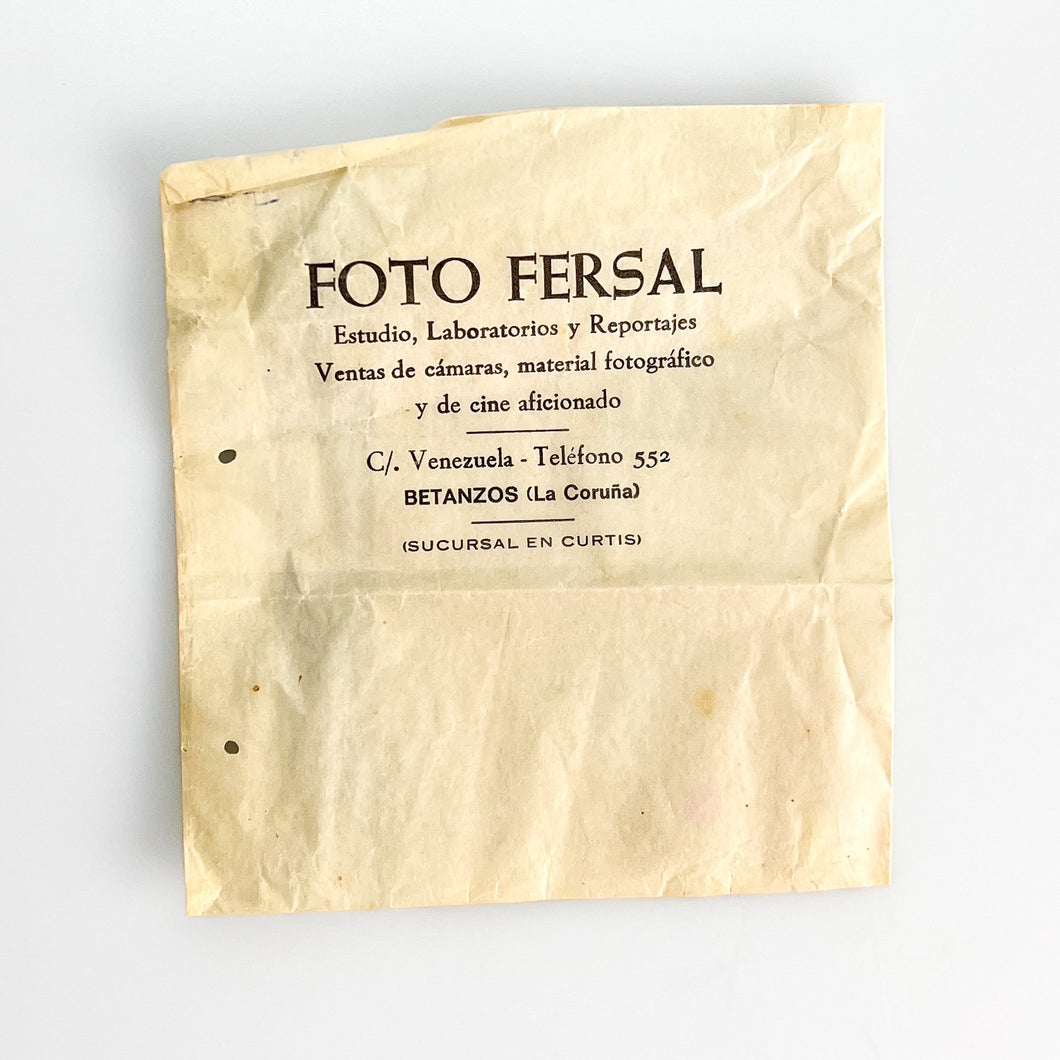 FOTO FERSAL
Estudio, Laboratorios y Reportajes
Ventas de cámaras, material fotográfico
y de cine aficionado
C/. Venezuela - Teléfono 552
BETANZOS (La Coruña)
(SUCURSAL EN CURTIS)